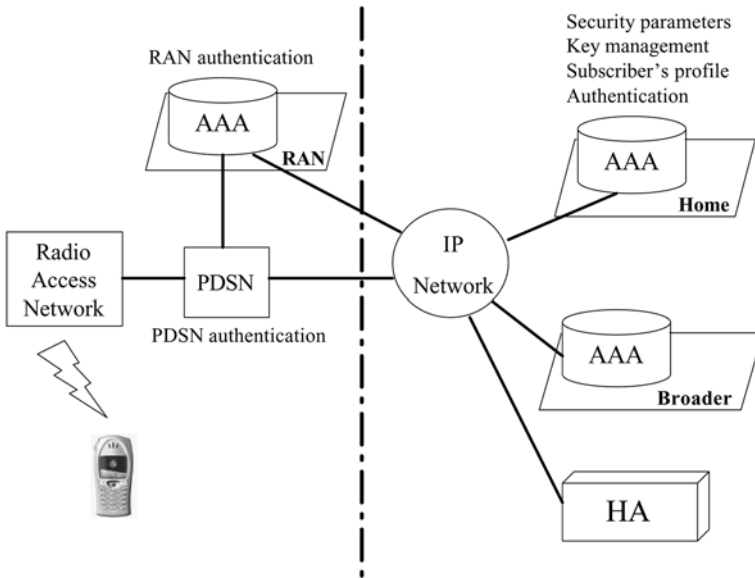 Security parameters
Key management
Subscriber's profile
Authentication
RAN authentication
AAA
RAN
AAA
Home
Radio
Access
Network
PDSN
PDSN authentication
IP
Network
AAA
Broader
HA